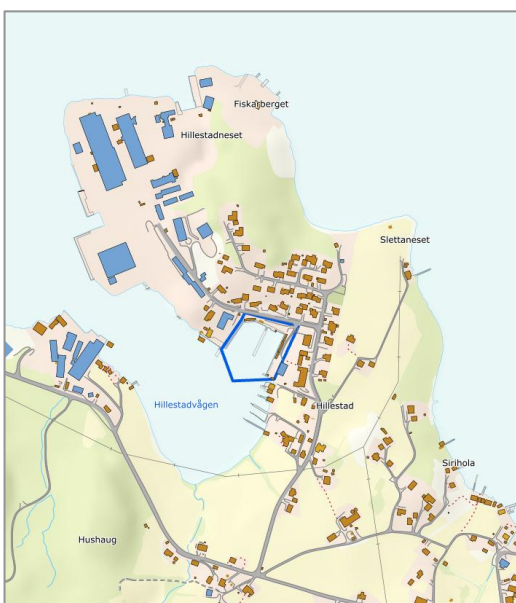 Fiskarberget
Hillestadneset
Slettaneset
Hillestadvågen
Hillestad
Sirihola
Hushaug